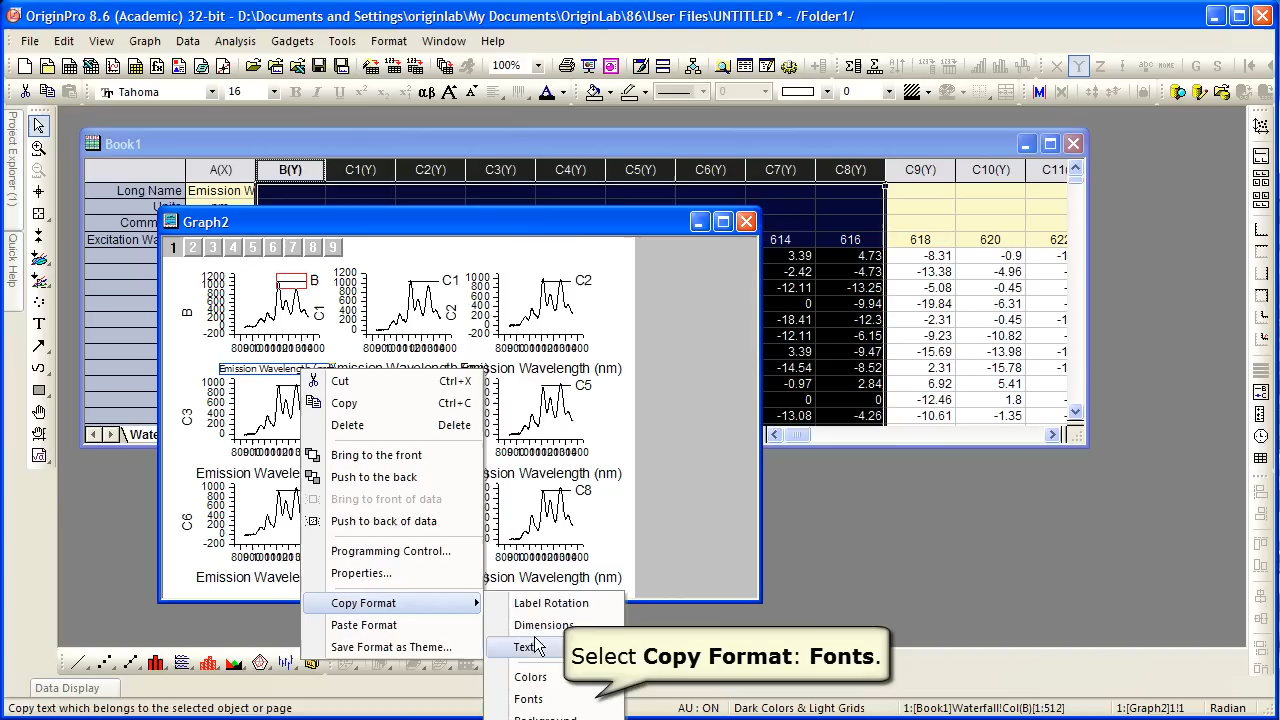 OriginPro 8.6 (Academic) 32-bit - D:\Documents and Settings\originlab\My Documents\OriginLab\86\User Files\UNTITLED * - /Folder1/
File Edit View Graph Data Analysis Gadgets Tools Format Window Help
100%
Tahoma 16 B I U αβ A A A 0 0
Project Explorer (1)
Quick Help
Book1
A(X) B(Y) C1(Y) C2(Y) C3(Y) C4(Y) C5(Y) C6(Y) C7(Y) C8(Y) C9(Y) C10(Y) C11(
Long Name Emission W
Units
Comm
Excitation Wa 614 616 618 620 622
3.39 4.73 -8.31 -0.9
-2.42 -4.73 -13.38 -4.96
-12.11 -13.25 -5.08 -0.45
0 -9.94 -19.84 -6.31
-18.41 -12.3 -2.31 -0.45
-12.11 -6.15 -9.23 -10.82
3.39 -9.47 -15.69 -13.98
-14.54 -8.52 2.31 -15.78
-0.97 2.84 6.92 5.41
0 0 -12.46 1.8
-13.08 -4.26 -10.61 -1.35
Graph2
1 2 3 4 5 6 7 8 9
B C1 C2
Emission Wavelength (nm)
C3 C5
Emission Wavelength (nm)
C6 C8
Emission Wavelength (nm)
Cut Ctrl+X
Copy Ctrl+C
Delete Delete
Bring to the front
Push to the back
Bring to front of data
Push to back of data
Programming Control...
Properties...
Copy Format
Paste Format
Save Format as Theme...
Label Rotation
Dimensions
Text
Colors
Fonts
Background
Select Copy Format: Fonts.
Data Display
Copy text which belongs to the selected object or page AU : ON Dark Colors & Light Grids 1:[Book1]Waterfall!Col(B)[1:512] 1:[Graph2]1!1 Radian